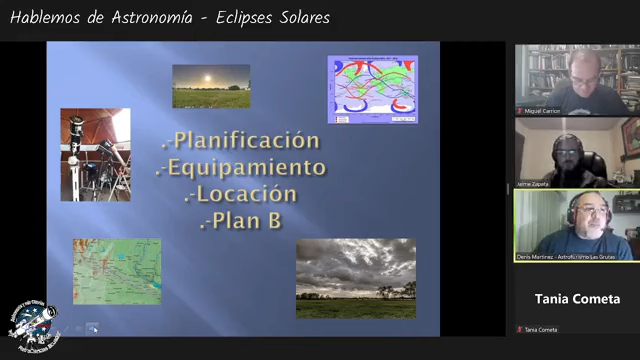 Hablemos de Astronomía - Eclipses Solares
.-Planificación
.-Equipamiento
.-Locación
.-Plan B
Miguel Carrion
Jaime Zapata
Denis Martinez - Astroturismo Las Grutas
Tania Cometa
Tania Cometa